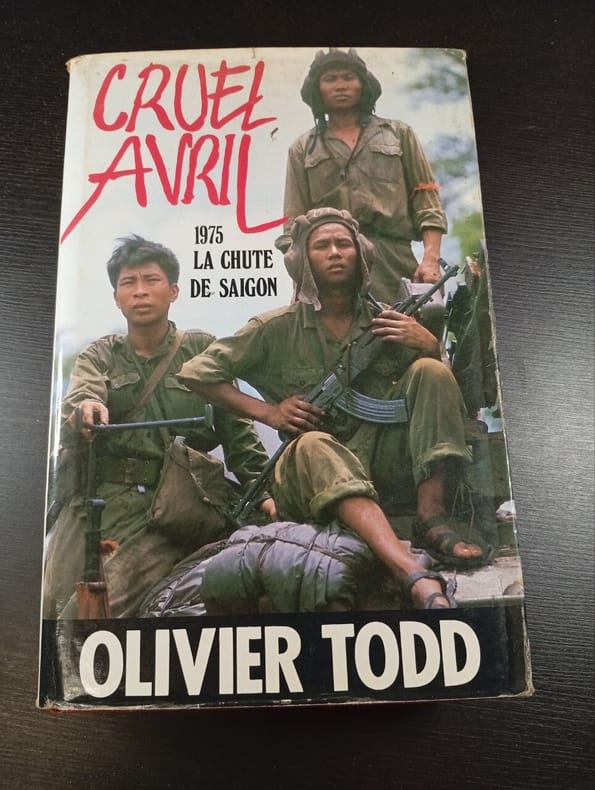 CRUEL
AVRIL
1975
LA CHUTE
DE SAIGON
OLIVIER TODD